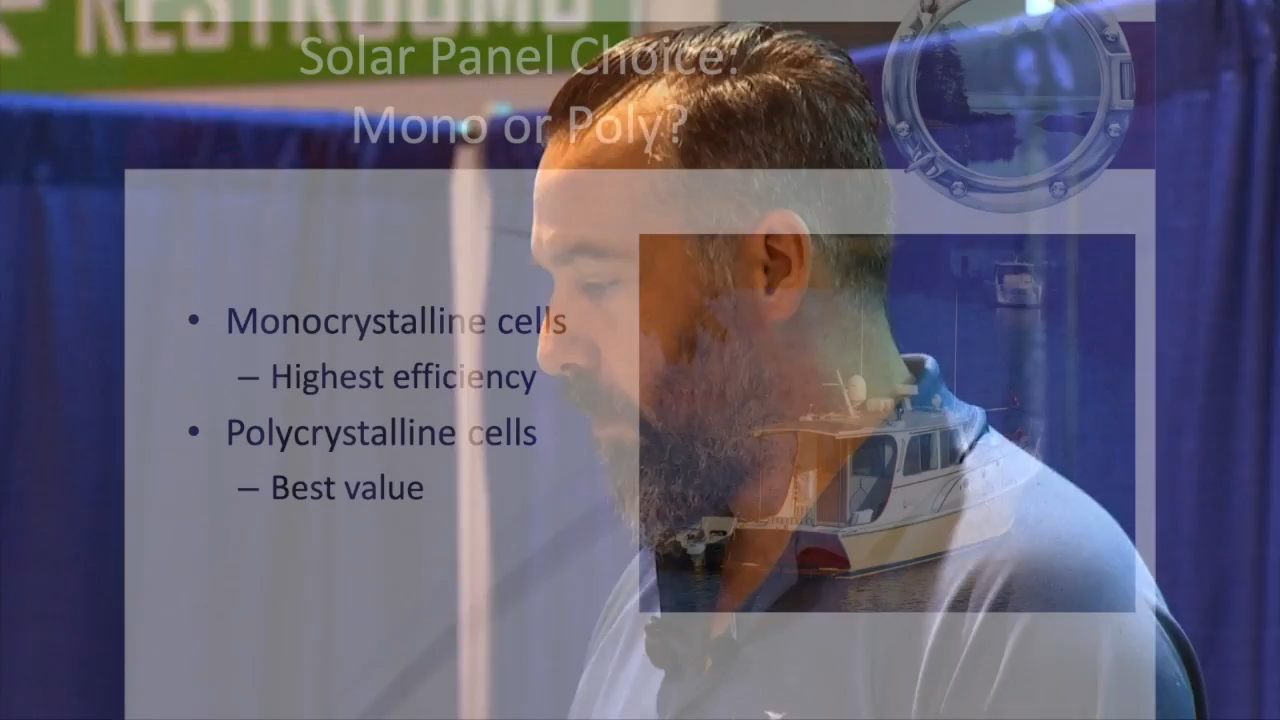 RESTROOMS
Solar Panel Choice:
Mono or Poly?
• Monocrystalline cells
– Highest efficiency
• Polycrystalline cells
– Best value